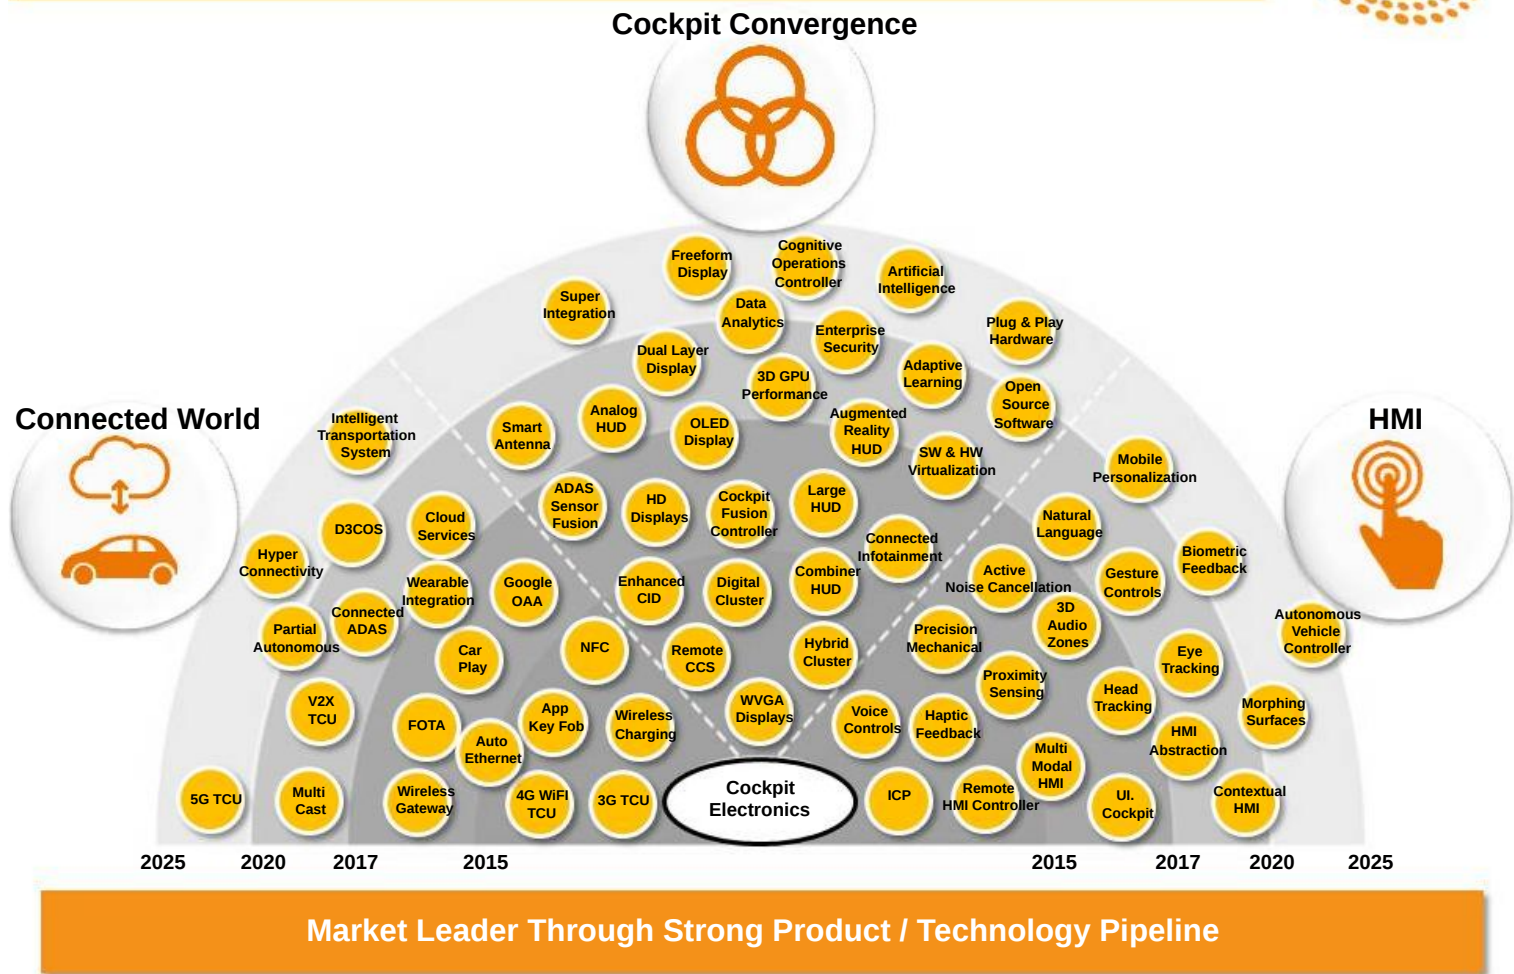 Cockpit Convergence
Connected World
HMI
Freeform
Display
Cognitive
Operations
Controller
Artificial
Intelligence
Super
Integration
Data
Analytics
Enterprise
Security
Plug & Play
Hardware
Dual Layer
Display
3D GPU
Performance
Adaptive
Learning
Open
Source
Software
Intelligent
Transportation
System
Smart
Antenna
Analog
HUD
OLED
Display
Augmented
Reality
HUD
SW & HW
Virtualization
Mobile
Personalization
D3COS
Cloud
Services
ADAS
Sensor
Fusion
HD
Displays
Cockpit
Fusion
Controller
Large
HUD
Connected
Infotainment
Natural
Language
Biometric
Feedback
Hyper
Connectivity
Wearable
Integration
Google
OAA
Enhanced
CID
Digital
Cluster
Combiner
HUD
Active
Noise Cancellation
Gesture
Controls
Partial
Autonomous
Connected
ADAS
Car
Play
NFC
Remote
CCS
Hybrid
Cluster
Precision
Mechanical
3D
Audio
Zones
Eye
Tracking
Autonomous
Vehicle
Controller
V2X
TCU
FOTA
Auto
Ethernet
App
Key Fob
Wireless
Charging
WVGA
Displays
Voice
Controls
Haptic
Feedback
Proximity
Sensing
Head
Tracking
HMI
Abstraction
Morphing
Surfaces
5G TCU
Multi
Cast
Wireless
Gateway
4G WiFI
TCU
3G TCU
Cockpit
Electronics
ICP
Remote
HMI Controller
Multi
Modal
HMI
UI.
Cockpit
Contextual
HMI
2025 2020 2017 2015 2015 2017 2020 2025
Market Leader Through Strong Product / Technology Pipeline